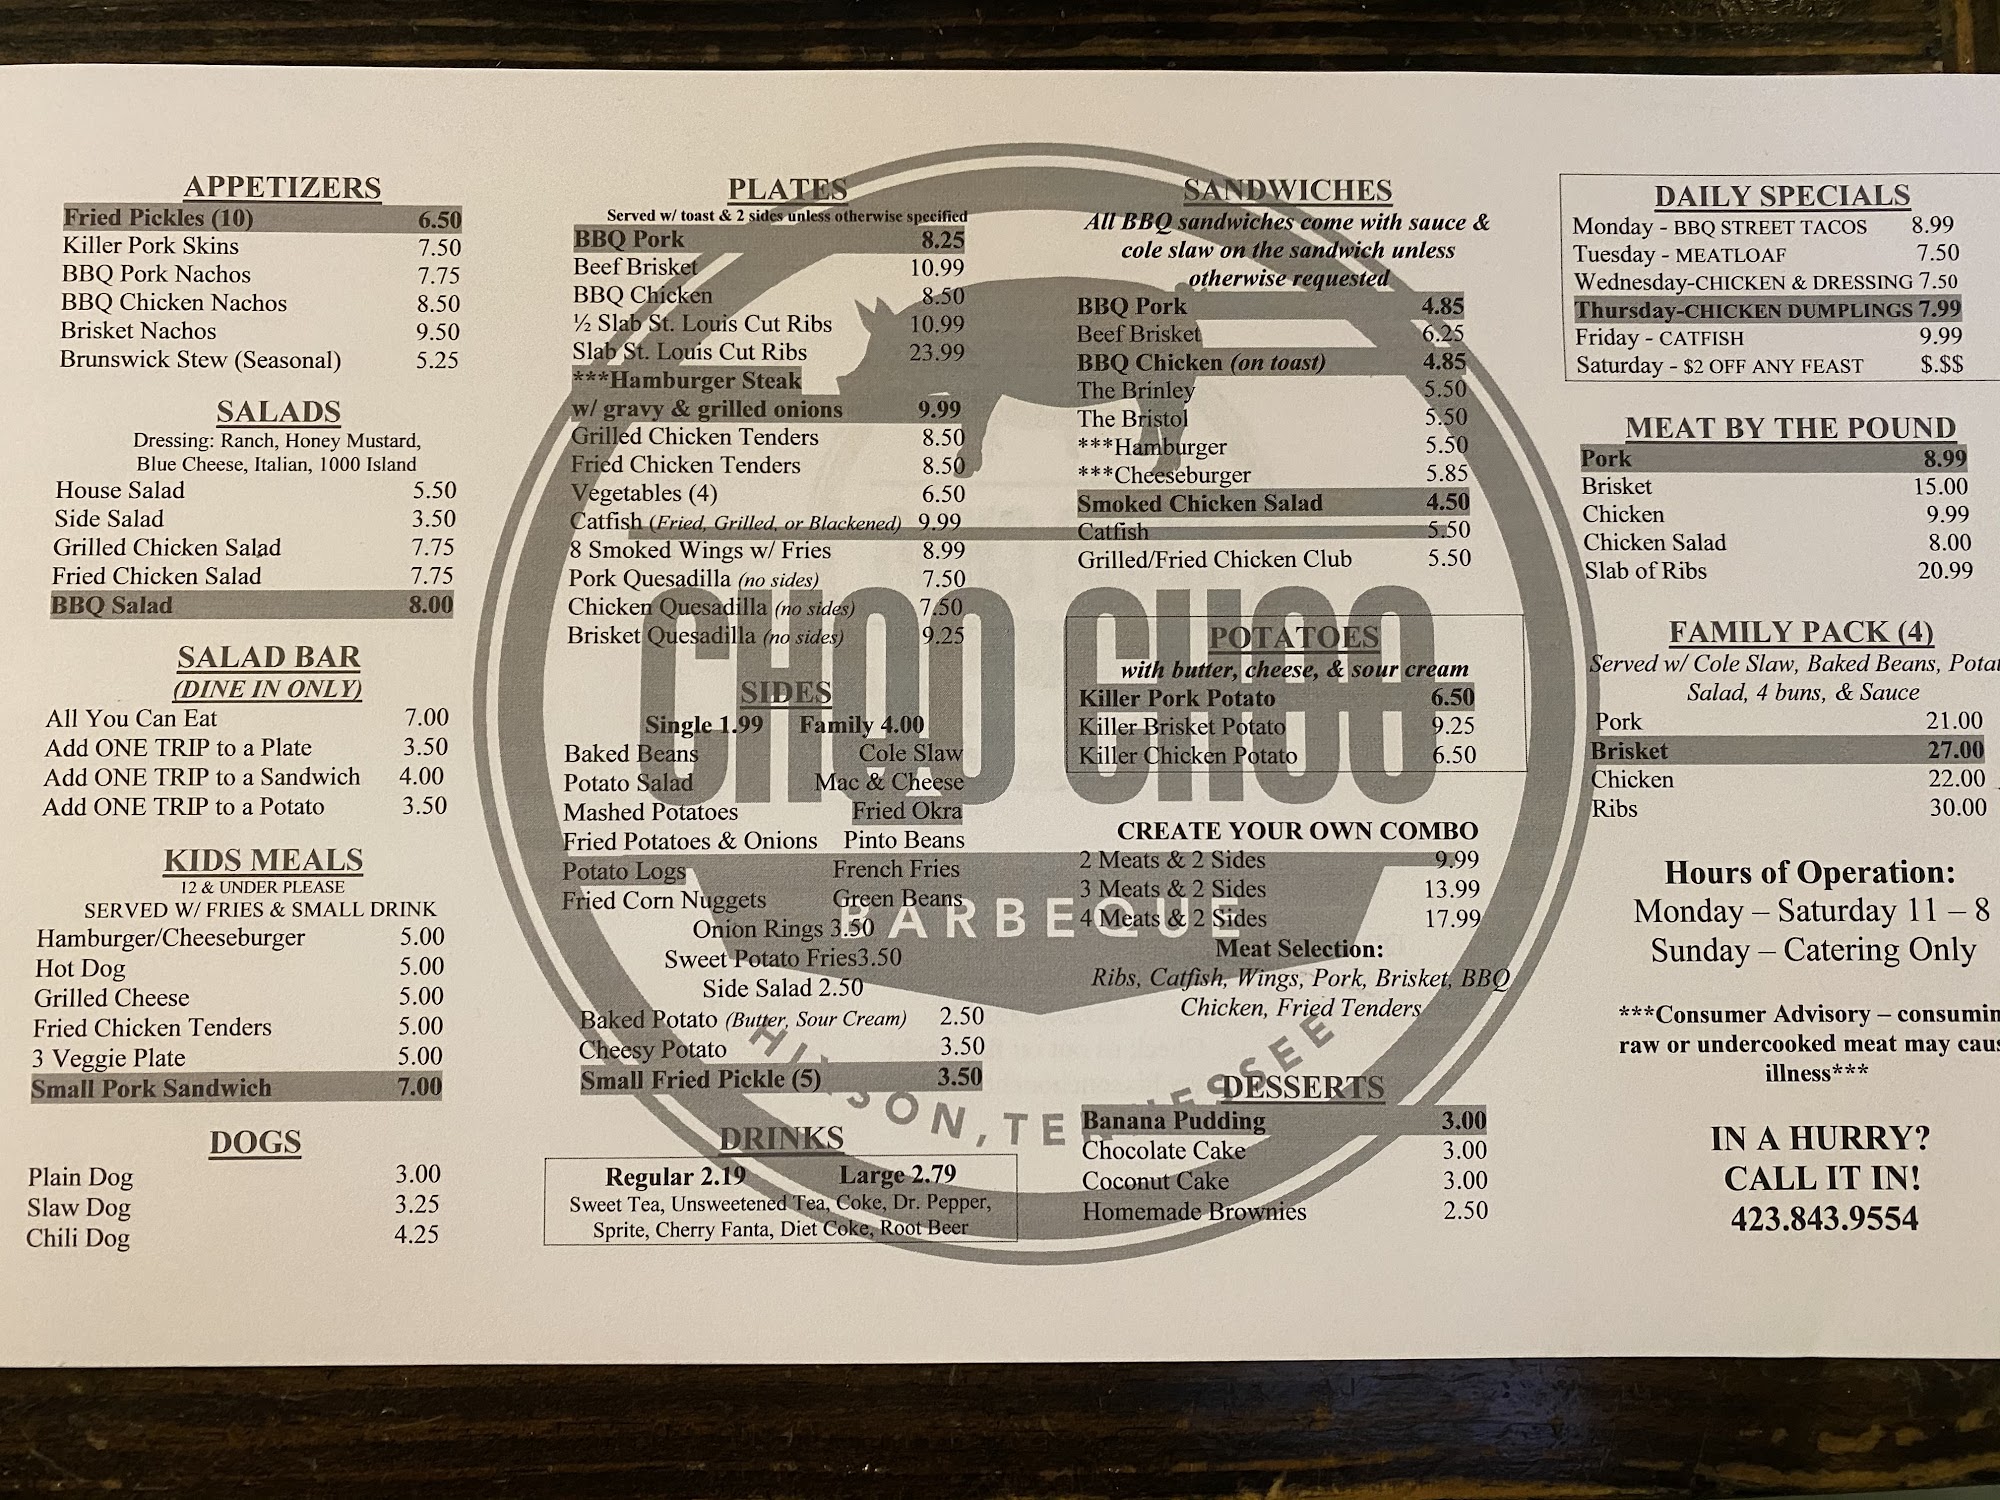 APPETIZERS
Fried Pickles (10) 6.50
Killer Pork Skins 7.50
BBQ Pork Nachos 7.75
BBQ Chicken Nachos 8.50
Brisket Nachos 9.50
Brunswick Stew (Seasonal) 5.25
SALADS
Dressing: Ranch, Honey Mustard,
Blue Cheese, Italian, 1000 Island
House Salad 5.50
Side Salad 3.50
Grilled Chicken Salad 7.75
Fried Chicken Salad 7.75
BBQ Salad 8.00
SALAD BAR
(DINE IN ONLY)
All You Can Eat 7.00
Add ONE TRIP to a Plate 3.50
Add ONE TRIP to a Sandwich 4.00
Add ONE TRIP to a Potato 3.50
KIDS MEALS
12 & UNDER PLEASE
SERVED W/ FRIES & SMALL DRINK
Hamburger/Cheeseburger 5.00
Hot Dog 5.00
Grilled Cheese 5.00
Fried Chicken Tenders 5.00
3 Veggie Plate 5.00
Small Pork Sandwich 7.00
DOGS
Plain Dog 3.00
Slaw Dog 3.25
Chili Dog 4.25
PLATES
Served w/ toast & 2 sides unless otherwise specified
BBQ Pork 8.25
Beef Brisket 10.99
BBQ Chicken 8.50
½ Slab St. Louis Cut Ribs 10.99
Slab St. Louis Cut Ribs 23.99
***Hamburger Steak
w/ gravy & grilled onions 9.99
Grilled Chicken Tenders 8.50
Fried Chicken Tenders 8.50
Vegetables (4) 6.50
Catfish (Fried, Grilled, or Blackened) 9.99
8 Smoked Wings w/ Fries 8.99
Pork Quesadilla (no sides) 7.50
Chicken Quesadilla (no sides) 7.50
Brisket Quesadilla (no sides) 9.25
SIDES
Single 1.99 Family 4.00
Baked Beans Cole Slaw
Potato Salad Mac & Cheese
Mashed Potatoes Fried Okra
Fried Potatoes & Onions Pinto Beans
Potato Logs French Fries
Fried Corn Nuggets Green Beans
Onion Rings 3.50
Sweet Potato Fries3.50
Side Salad 2.50
Baked Potato (Butter, Sour Cream) 2.50
Cheesy Potato 3.50
Small Fried Pickle (5) 3.50
DRINKS
Regular 2.19 Large 2.79
Sweet Tea, Unsweetened Tea, Coke, Dr. Pepper,
Sprite, Cherry Fanta, Diet Coke, Root Beer
SANDWICHES
All BBQ sandwiches come with sauce &
cole slaw on the sandwich unless
otherwise requested
BBQ Pork 4.85
Beef Brisket 6.25
BBQ Chicken (on toast) 4.85
The Brinley 5.50
The Bristol 5.50
***Hamburger 5.50
***Cheeseburger 5.85
Smoked Chicken Salad 4.50
Catfish 5.50
Grilled/Fried Chicken Club 5.50
POTATOES
with butter, cheese, & sour cream
Killer Pork Potato 6.50
Killer Brisket Potato 9.25
Killer Chicken Potato 6.50
CREATE YOUR OWN COMBO
2 Meats & 2 Sides 9.99
3 Meats & 2 Sides 13.99
4 Meats & 2 Sides 17.99
Meat Selection:
Ribs, Catfish, Wings, Pork, Brisket, BBQ
Chicken, Fried Tenders
DESSERTS
Banana Pudding 3.00
Chocolate Cake 3.00
Coconut Cake 3.00
Homemade Brownies 2.50
DAILY SPECIALS
Monday - BBQ STREET TACOS 8.99
Tuesday - MEATLOAF 7.50
Wednesday-CHICKEN & DRESSING 7.50
Thursday-CHICKEN DUMPLINGS 7.99
Friday - CATFISH 9.99
Saturday - $2 OFF ANY FEAST $.$$
MEAT BY THE POUND
Pork 8.99
Brisket 15.00
Chicken 9.99
Chicken Salad 8.00
Slab of Ribs 20.99
FAMILY PACK (4)
Served w/ Cole Slaw, Baked Beans, Potat
Salad, 4 buns, & Sauce
Pork 21.00
Brisket 27.00
Chicken 22.00
Ribs 30.00
Hours of Operation:
Monday – Saturday 11 – 8
Sunday – Catering Only
***Consumer Advisory – consumin
raw or undercooked meat may caus
illness***
IN A HURRY?
CALL IT IN!
423.843.9554
CHOO CHOO
BARBEQUE
HIXSON, TENNESSEE